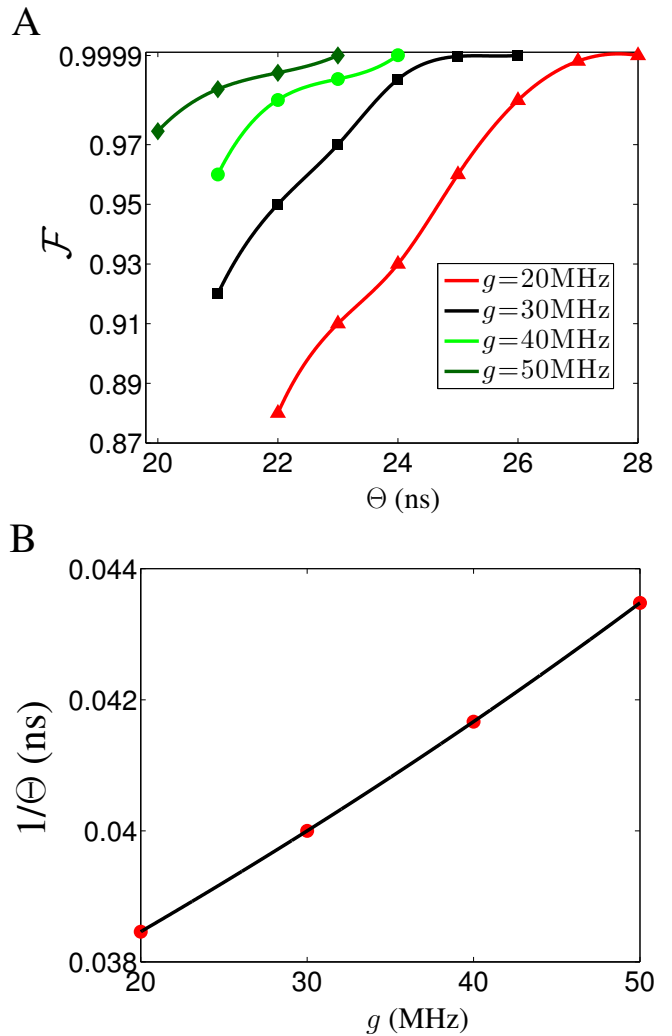 A
0.9999
0.97
0.95
0.93
0.91
0.89
0.87
ℱ
g=20MHz
g=30MHz
g=40MHz
g=50MHz
20 22 24 26 28
Θ (ns)
B
0.044
0.042
0.04
0.038
1/Θ (ns)
20 30 40 50
g (MHz)